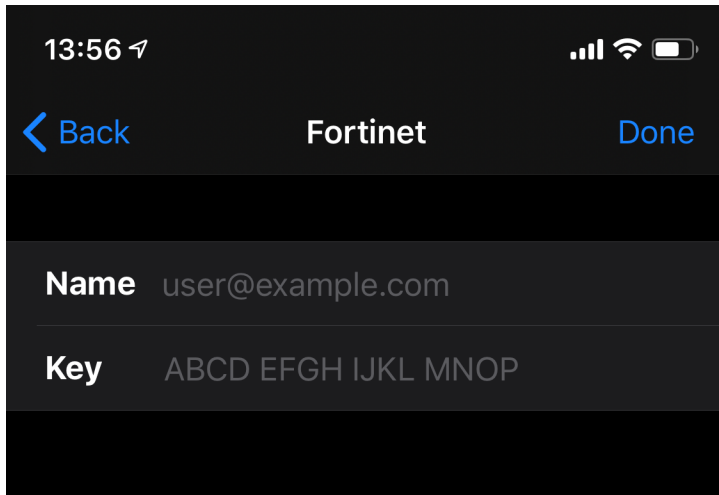 13:56
Back Fortinet Done
Name user@example.com
Key ABCD EFGH IJKL MNOP